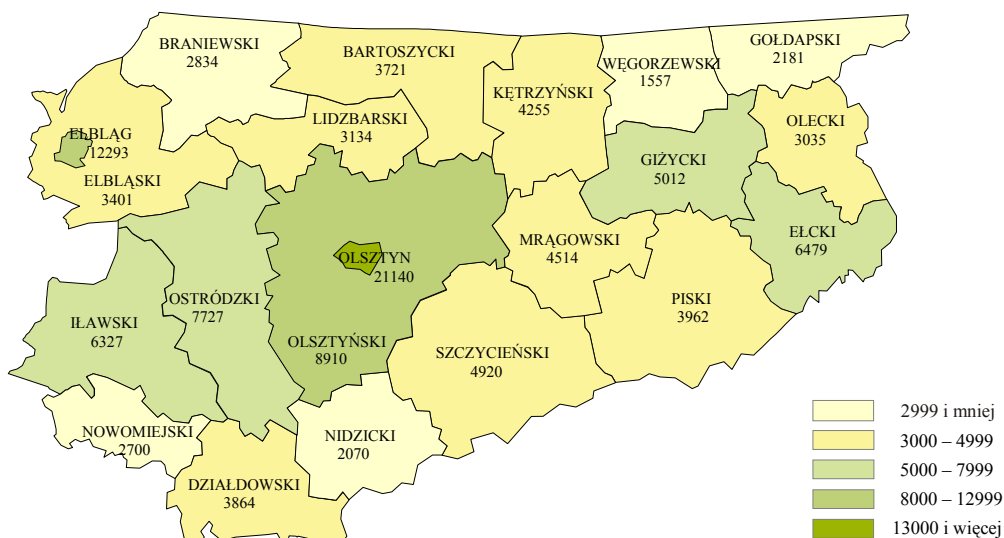 BRANIEWSKI
2834
BARTOSZYCKI
3721
GOŁDAPSKI
2181
WĘGORZEWSKI
1557
KĘTRZYŃSKI
4255
LIDZBARSKI
3134
OLECKI
3035
ELBLĄG
12293
GIŻYCKI
5012
ELBLĄSKI
3401
EŁCKI
6479
MRĄGOWSKI
4514
OLSZTYN
21140
OSTRÓDZKI
7727
PISKI
3962
IŁAWSKI
6327
OLSZTYŃSKI
8910
SZCZYCIEŃSKI
4920
NOWOMIEJSKI
2700
NIDZICKI
2070
DZIAŁDOWSKI
3864
2999 i mniej
3000 – 4999
5000 – 7999
8000 – 12999
13000 i więcej